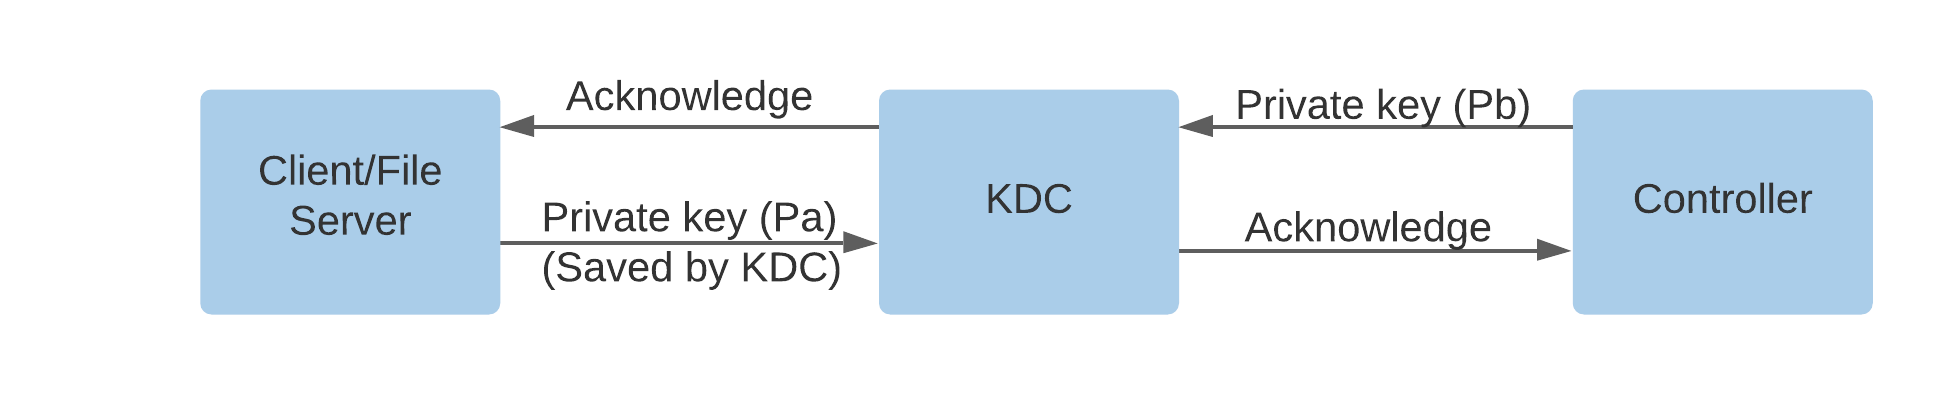 Acknowledge
Private key (Pb)
Client/File
Server
KDC
Controller
Private key (Pa)
(Saved by KDC)
Acknowledge